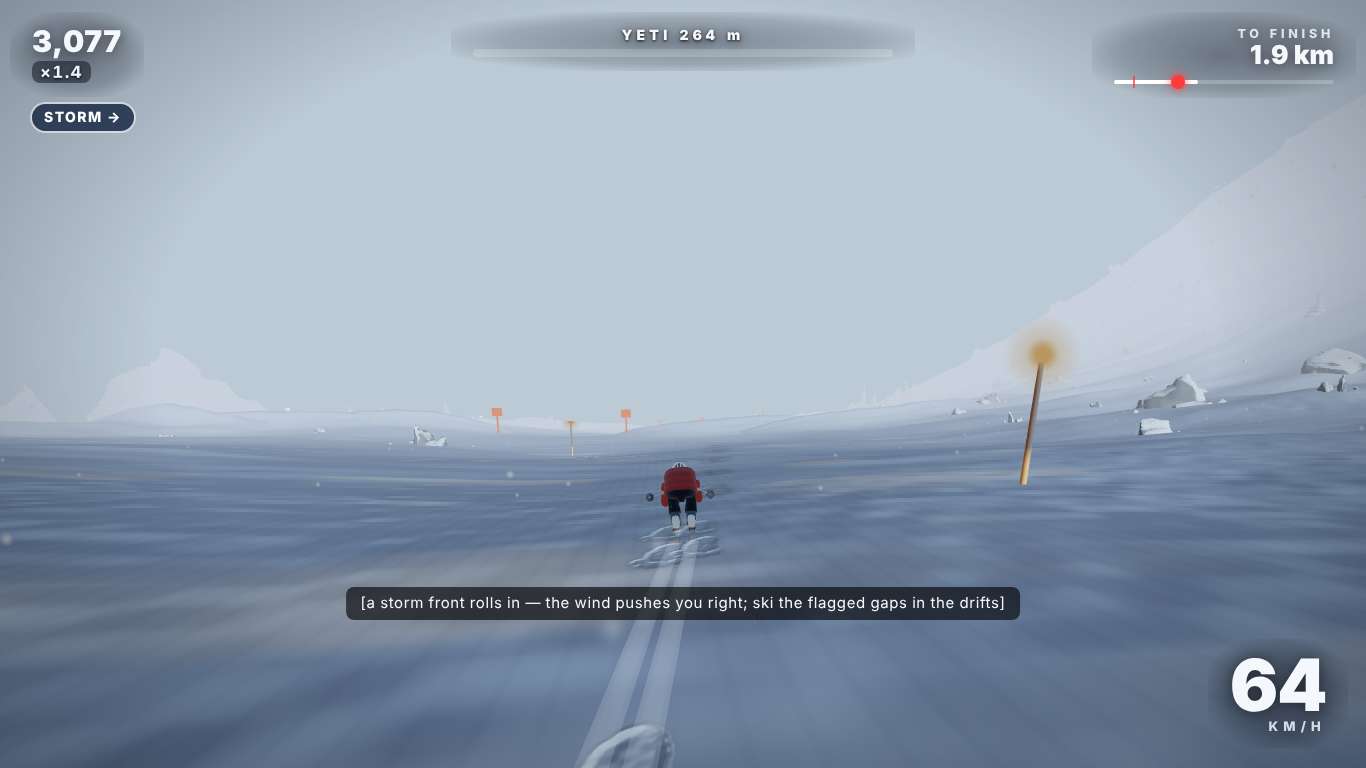 3,077
×1.4
STORM →
YETI 264 m
TO FINISH
1.9 km
[a storm front rolls in — the wind pushes you right; ski the flagged gaps in the drifts]
64
KM/H